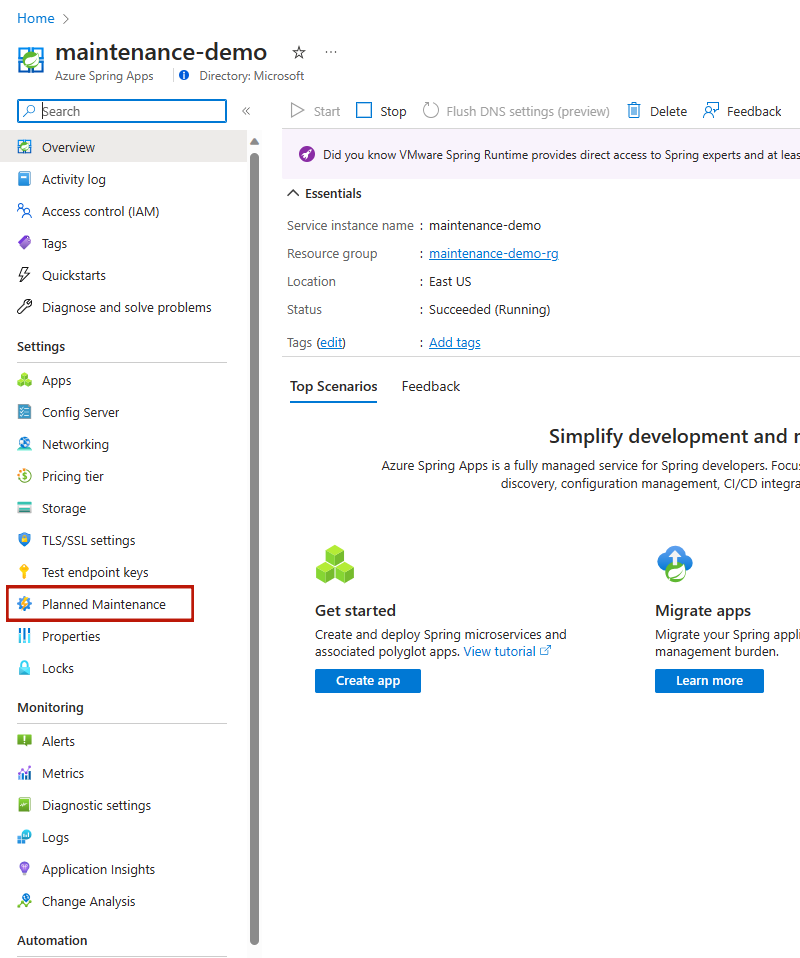 Home
maintenance-demo
Azure Spring Apps
Directory: Microsoft
Search
Start
Stop
Flush DNS settings (preview)
Delete
Feedback
Overview
Activity log
Access control (IAM)
Tags
Quickstarts
Diagnose and solve problems
Settings
Apps
Config Server
Networking
Pricing tier
Storage
TLS/SSL settings
Test endpoint keys
Planned Maintenance
Properties
Locks
Monitoring
Alerts
Metrics
Diagnostic settings
Logs
Application Insights
Change Analysis
Automation
Did you know VMware Spring Runtime provides direct access to Spring experts and at leas
Essentials
Service instance name : maintenance-demo
Resource group : maintenance-demo-rg
Location : East US
Status : Succeeded (Running)
Tags (edit) : Add tags
Top Scenarios
Feedback
Simplify development and
Azure Spring Apps is a fully managed service for Spring developers. Focus
discovery, configuration management, CI/CD integra
Get started
Create and deploy Spring microservices and
associated polyglot apps. View tutorial
Create app
Migrate apps
Migrate your Spring appli
management burden.
Learn more